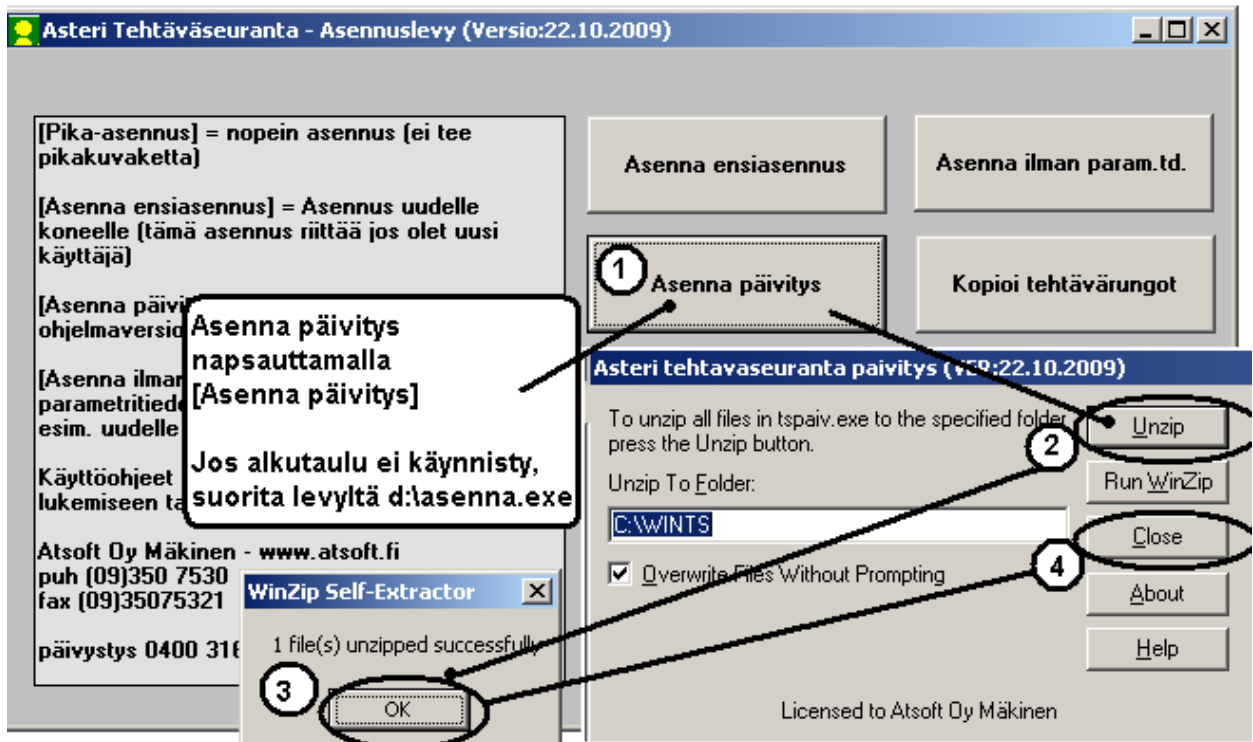 Asteri Tehtäväseuranta - Asennuslevy (Versio:22.10.2009)
[Pika-asennus] = nopein asennus (ei tee
pikakuvaketta)
[Asenna ensiasennus] = Asennus uudelle
koneelle (tämä asennus riittää jos olet uusi
käyttäjä)
[Asenna päivi
ohjelmaversio
[Asenna ilmar
parametritiede
esim. uudelle
Käyttöohjeet
lukemiseen ta
Atsoft Oy Mäkinen - www.atsoft.fi
puh (09)350 7530
fax (09)35075321
päivystys 0400 316
Asenna ensiasennus
Asenna ilman param.td.
1
Asenna päivitys
Kopioi tehtävärungot
Asenna päivitys
napsauttamalla
[Asenna päivitys]
Jos alkutaulu ei käynnisty,
suorita levyltä d:\asenna.exe
Asteri tehtavaseuranta paivitys (VER:22.10.2009)
To unzip all files in tspaiv.exe to the specified folder
press the Unzip button.
2
Unzip To Folder:
C:\WINTS
Overwrite Files Without Prompting
Unzip
Run WinZip
Close
4
About
Help
Licensed to Atsoft Oy Mäkinen
WinZip Self-Extractor
1 file(s) unzipped successfully
3
OK